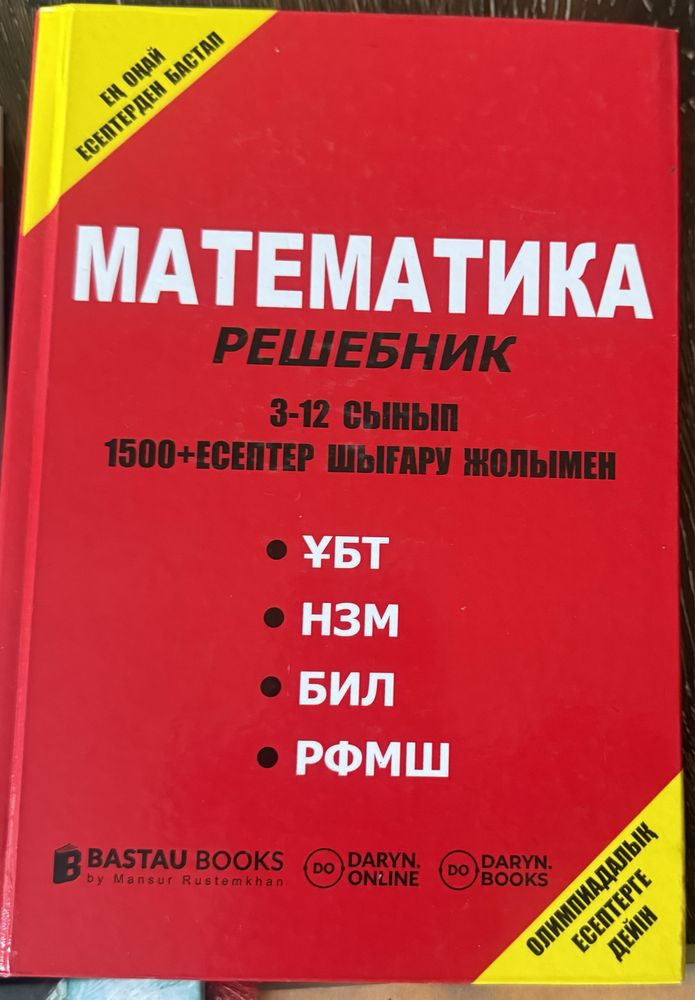 ЕҢ ОҢАЙ
ЕСЕПТЕРДЕН БАСТАП
МАТЕМАТИКА
РЕШЕБНИК
3-12 СЫНЫП
1500+ЕСЕПТЕР ШЫҒАРУ ЖОЛЫМЕН
• ҰБТ
• НЗМ
• БИЛ
• РФМШ
BASTAU BOOKS
by Mansur Rustemkhan
DO
DARYN.
ONLINE
DO
DARYN.
BOOKS
ОЛИМПИАДАЛЫҚ
ЕСЕПТЕРГЕ
ДЕЙІН